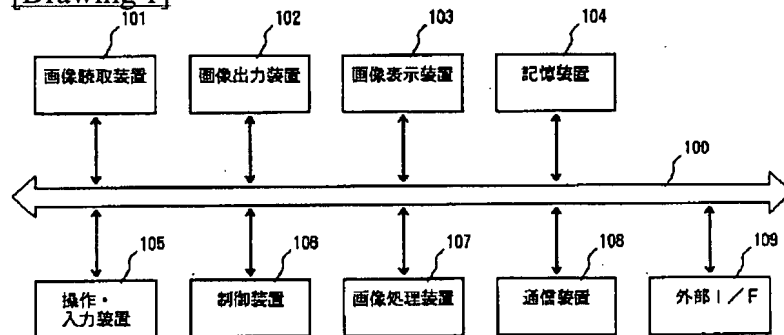 [Drawing 1]
101
102
103
104
画像読取装置
画像出力装置
画像表示装置
記憶装置
100
105
106
107
108
109
操作・
入力装置
制御装置
画像処理装置
通信装置
外部I/F